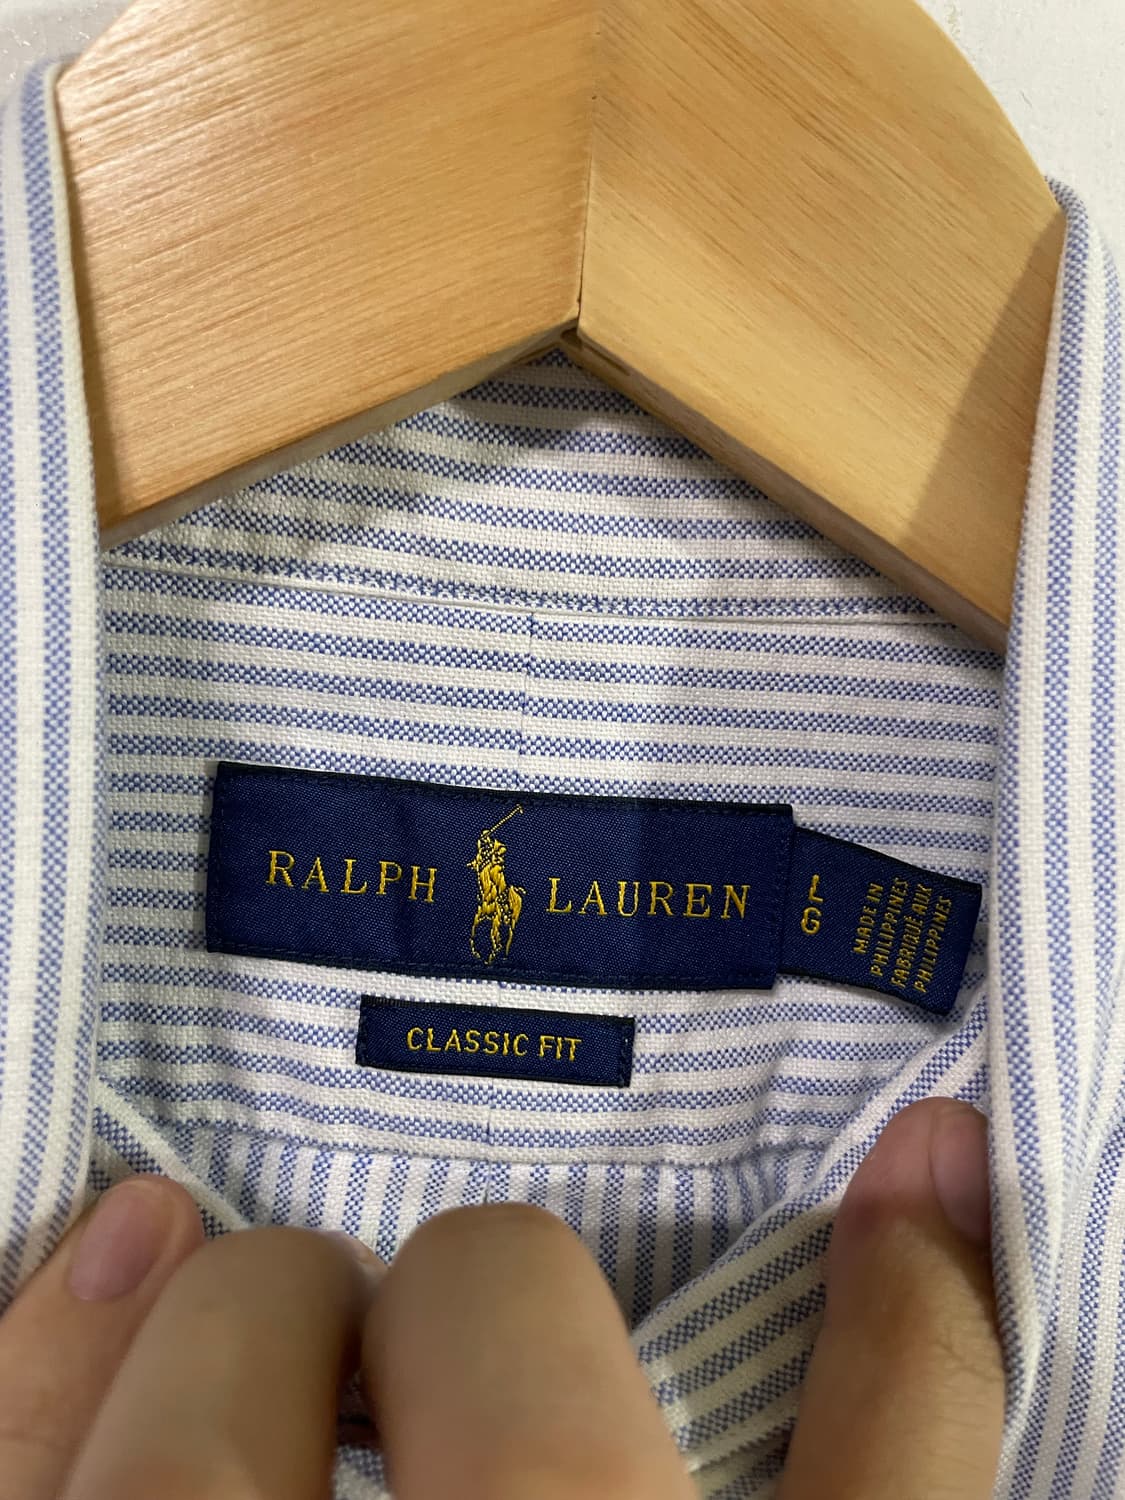 RALPH LAUREN
L
G
MADE IN
PHILIPPINES
FABRIQUÉ AUX
PHILIPPINES
CLASSIC FIT